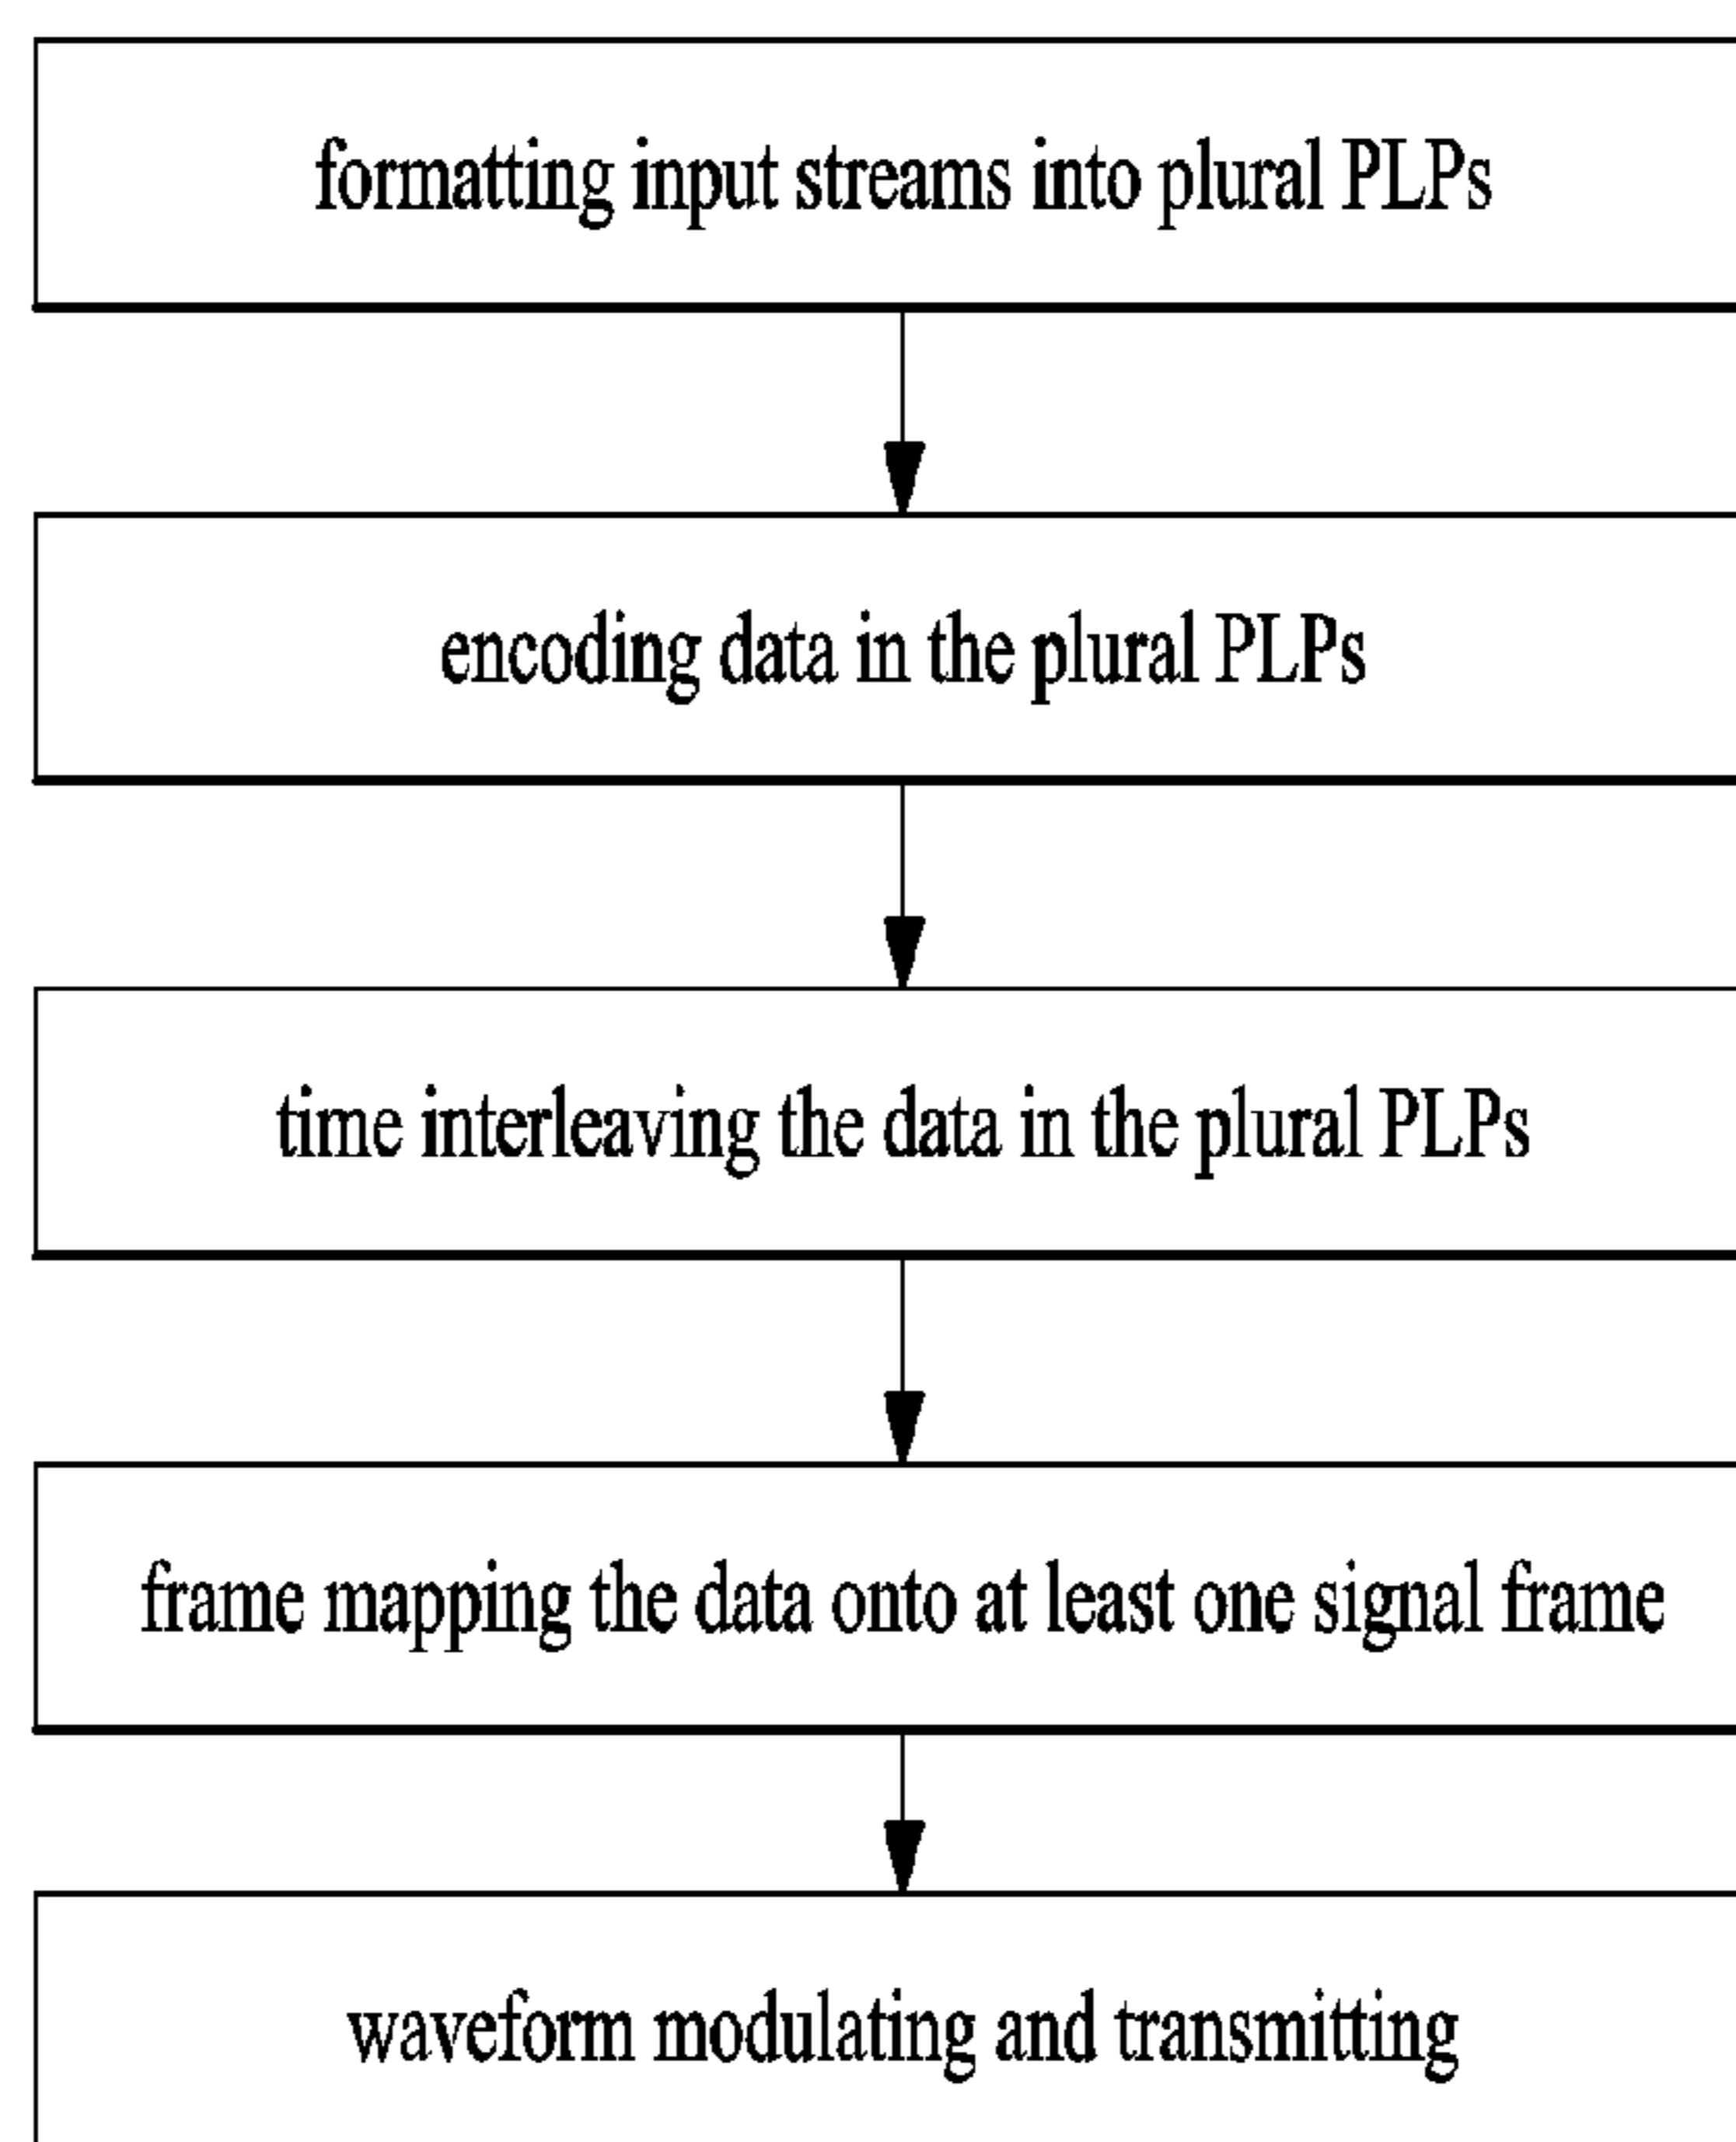 formatting input streams into plural PLPs
encoding data in the plural PLPs
time interleaving the data in the plural PLPs
frame mapping the data onto at least one signal frame
waveform modulating and transmitting